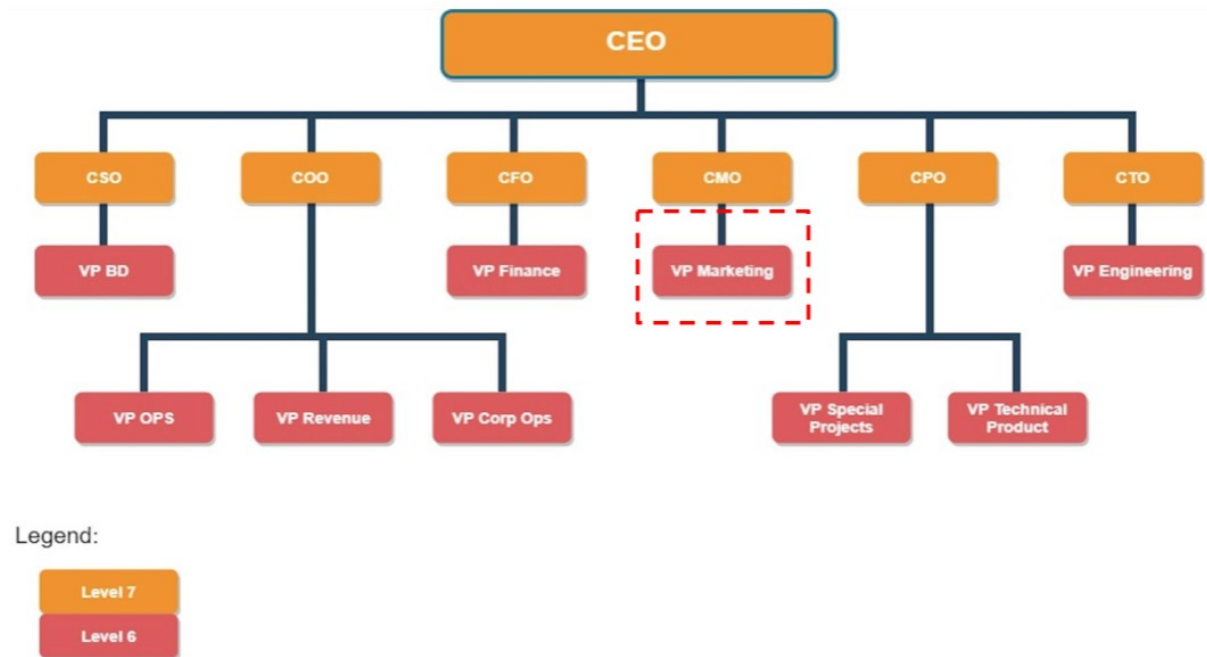 CEO
CSO
COO
CFO
CMO
CPO
CTO
VP BD
VP Finance
VP Marketing
VP Engineering
VP OPS
VP Revenue
VP Corp Ops
VP Special
Projects
VP Technical
Product
Legend:
Level 7
Level 6